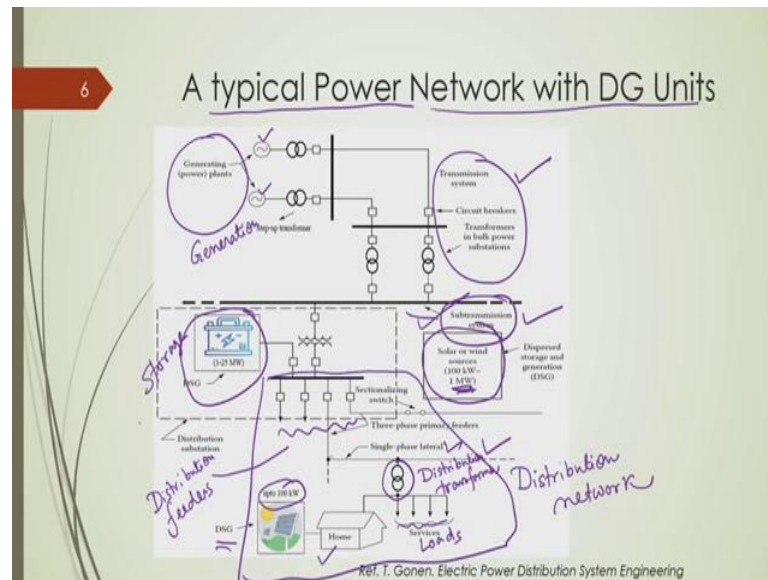 6
A typical Power Network with DG Units
Generating
(power) plants
Generation
Step-up transformer
Transmission
system
Circuit breakers
Transformers
in bulk power
substations
Subtransmission
system
Storage
(1–25 MW)
DSG
Solar or wind
sources
(100 kW–
1 MW)
Dispersed
storage and
generation
(DSG)
Sectionalizing
switch
Three-phase primary feeders
Distribution
substation
Single-phase lateral
Distribution
feeders
Distribution
transformer
Distribution
network
upto 100 kW
DSG
Home
Services
Loads
Ref. T. Gonen. Electric Power Distribution System Engineering